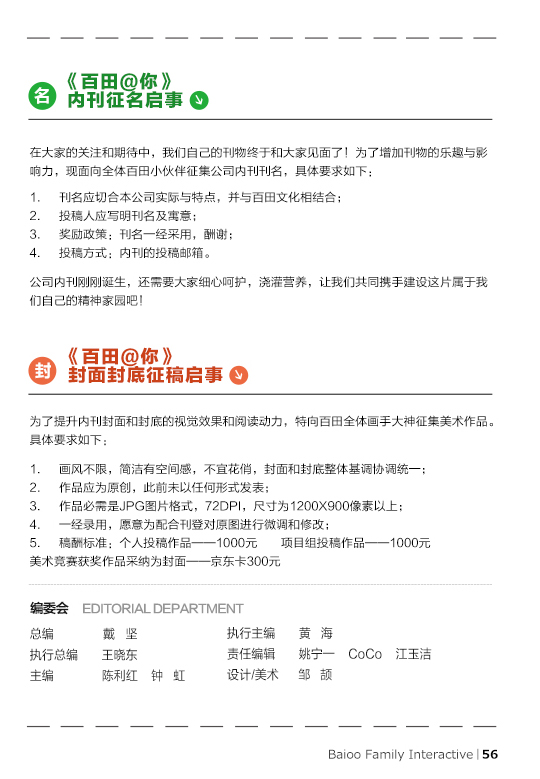 名
《百田@你》
内刊征名启事
在大家的关注和期待中，我们自己的刊物终于和大家见面了！为了增加刊物的乐趣与影
响力，现面向全体百田小伙伴征集公司内刊刊名，具体要求如下：
1. 刊名应切合本公司实际与特点，并与百田文化相结合；
2. 投稿人应写明刊名及寓意；
3. 奖励政策：刊名一经采用，酬谢；
4. 投稿方式：内刊的投稿邮箱。
公司内刊刚刚诞生，还需要大家细心呵护，浇灌营养，让我们共同携手建设这片属于我
们自己的精神家园吧！
封
《百田@你》
封面封底征稿启事
为了提升内刊封面和封底的视觉效果和阅读动力，特向百田全体画手大神征集美术作品。
具体要求如下：
1. 画风不限，简洁有空间感，不宜花俏，封面和封底整体基调协调统一；
2. 作品应为原创，此前未以任何形式发表；
3. 作品必需是JPG图片格式，72DPI，尺寸为1200X900像素以上；
4. 一经录用，愿意为配合刊登对原图进行微调和修改；
5. 稿酬标准：个人投稿作品——1000元 项目组投稿作品——1000元
美术竞赛获奖作品采纳为封面——京东卡300元
编委会 EDITORIAL DEPARTMENT
总编 戴 坚 执行主编 黄 海
执行总编 王晓东 责任编辑 姚宁一 CoCo 江玉洁
主编 陈利红 钟 虹 设计/美术 邹 颉
Baioo Family Interactive | 56